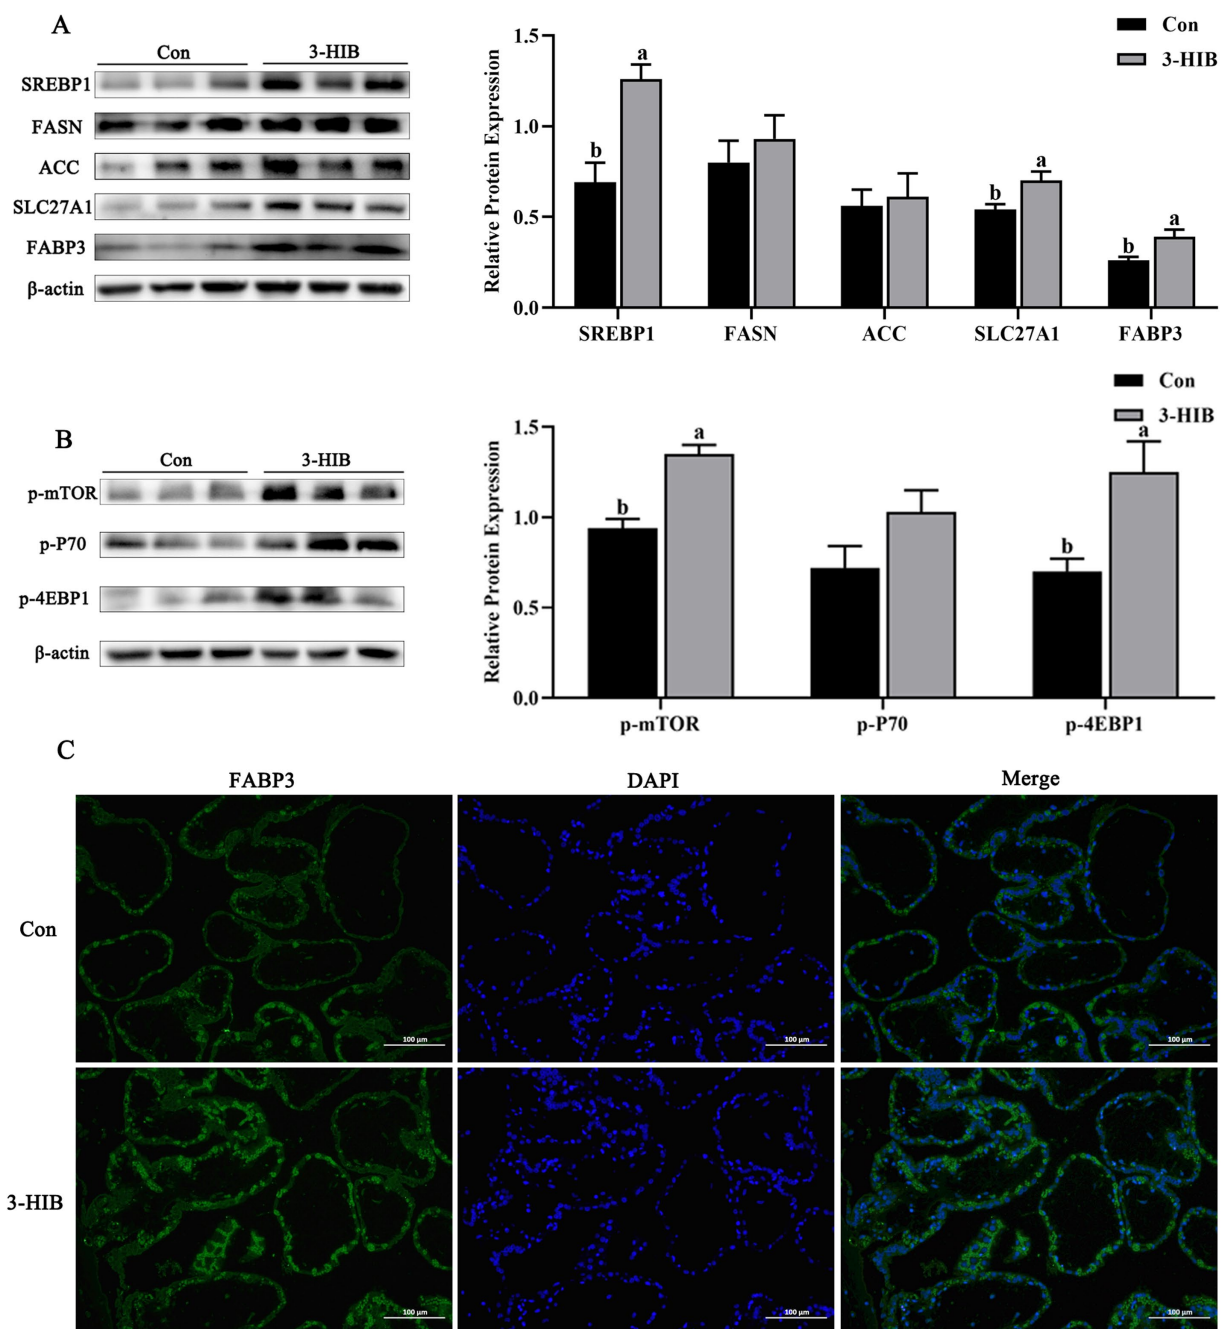 A
Con 3-HIB
SREBP1
FASN
ACC
SLC27A1
FABP3
β-actin
Relative Protein Expression
1.5
1.0
0.5
0.0
b a
b a
b a
SREBP1 FASN ACC SLC27A1 FABP3
Con
3-HIB
B
Con 3-HIB
p-mTOR
p-P70
p-4EBP1
β-actin
Relative Protein Expression
1.5
1.0
0.5
0.0
b a
b a
p-mTOR p-P70 p-4EBP1
Con
3-HIB
C
FABP3 DAPI Merge
Con
100 μm 100 μm 100 μm
3-HIB
100 μm 100 μm 100 μm